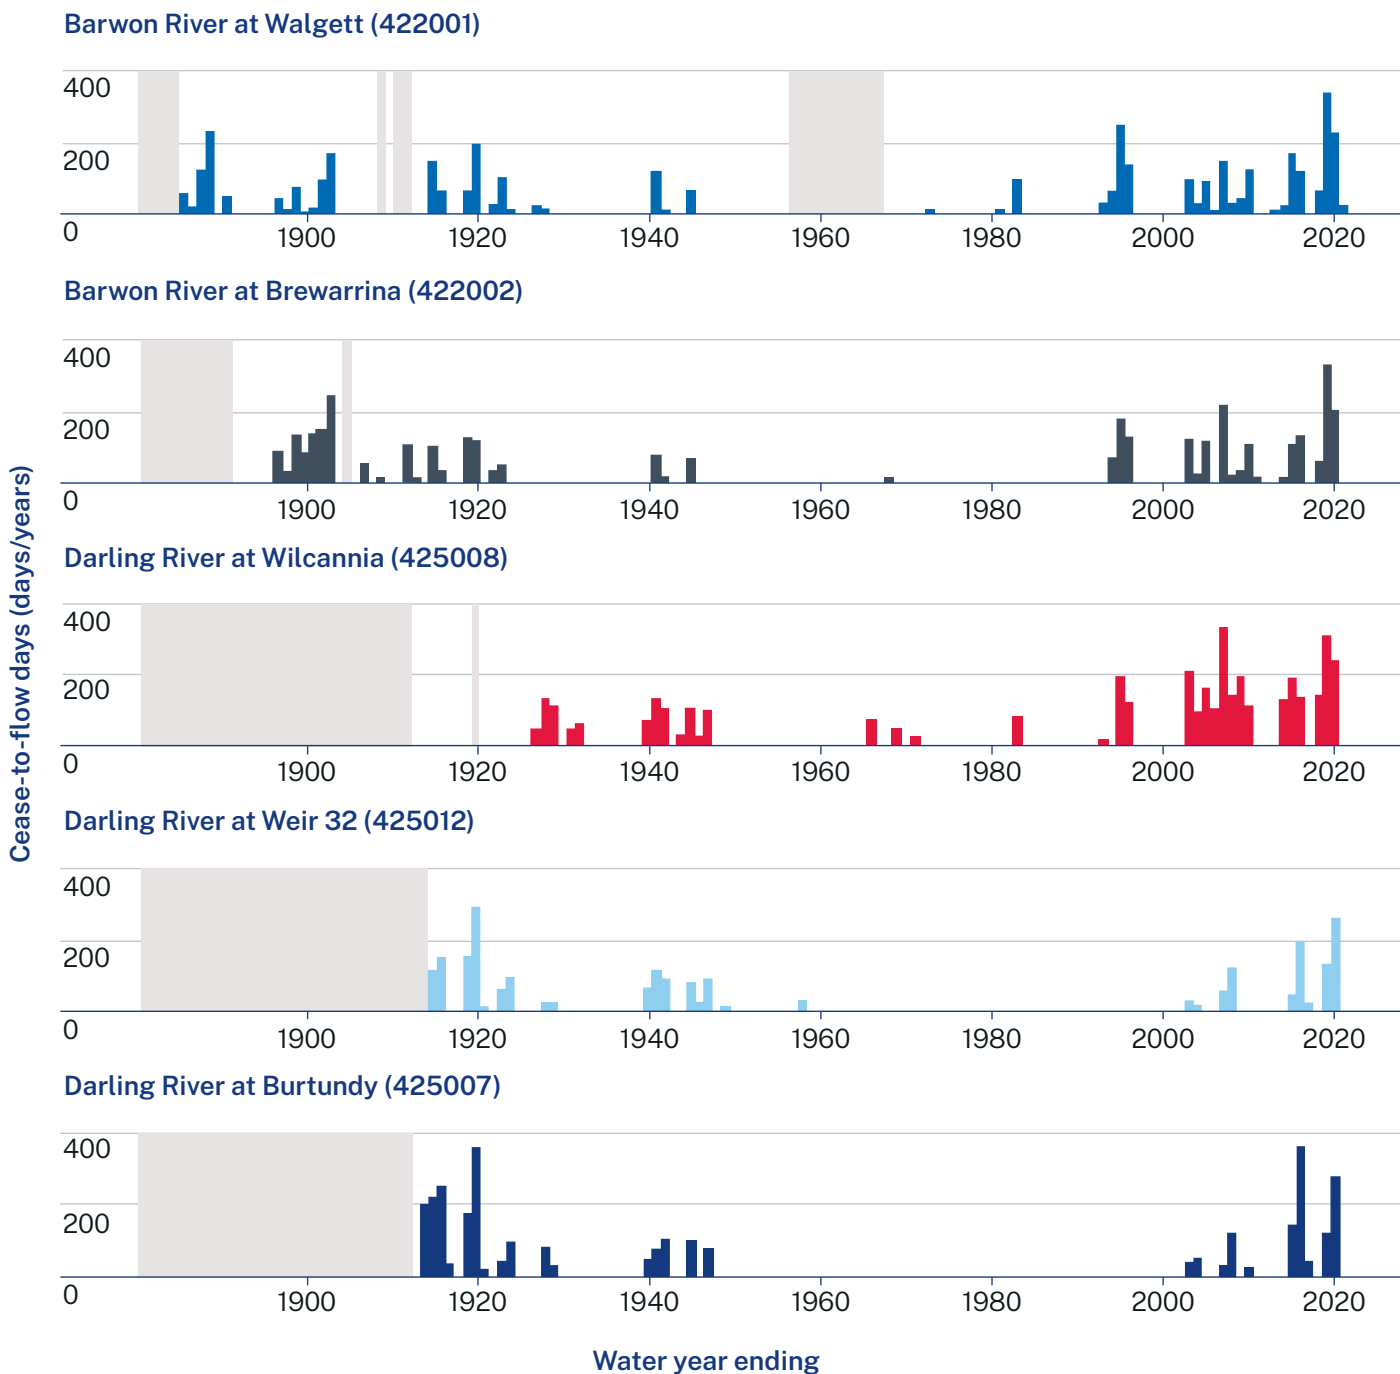 Barwon River at Walgett (422001)
400
200
0
1900 1920 1940 1960 1980 2000 2020
Barwon River at Brewarrina (422002)
400
200
0
1900 1920 1940 1960 1980 2000 2020
Darling River at Wilcannia (425008)
400
200
0
1900 1920 1940 1960 1980 2000 2020
Darling River at Weir 32 (425012)
400
200
0
1900 1920 1940 1960 1980 2000 2020
Darling River at Burtundy (425007)
400
200
0
1900 1920 1940 1960 1980 2000 2020
Cease-to-flow days (days/years)
Water year ending